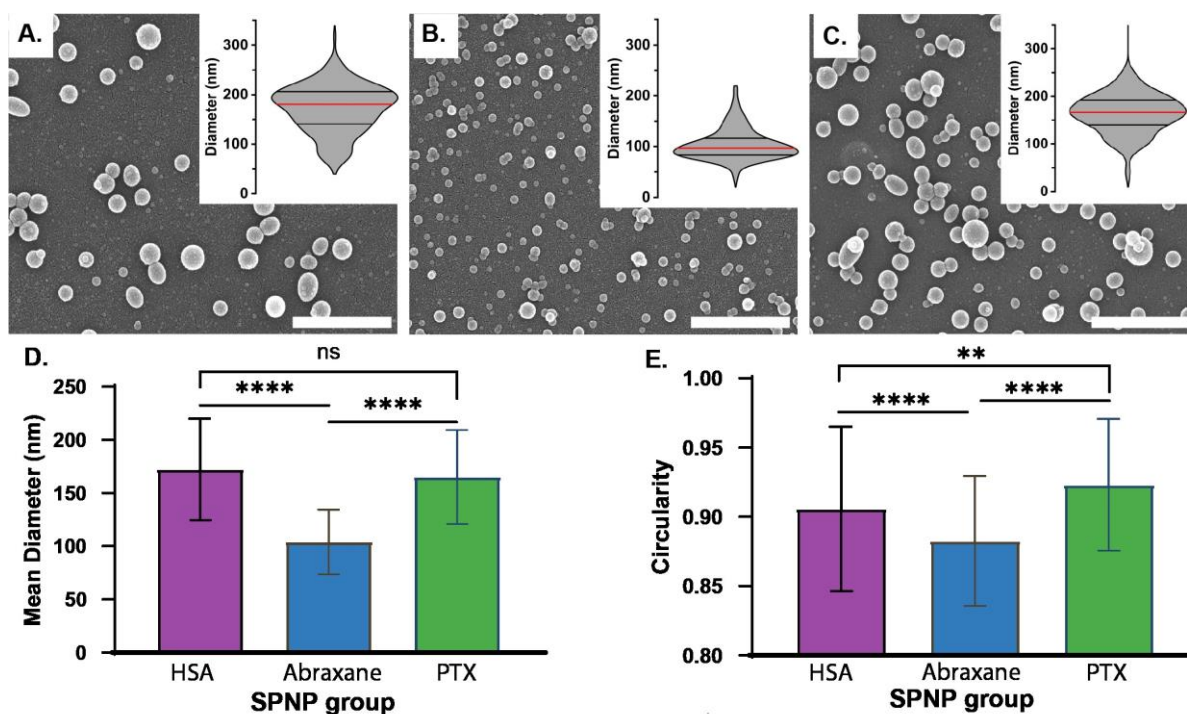 A.
Diameter (nm)
300
200
100
0
B.
Diameter (nm)
300
200
100
0
C.
Diameter (nm)
300
200
100
0
D.
ns
****
****
Mean Diameter (nm)
250
200
150
100
50
0
HSA
Abraxane
PTX
SPNP group
E.
**
****
****
Circularity
1.00
0.95
0.90
0.85
0.80
HSA
Abraxane
PTX
SPNP group